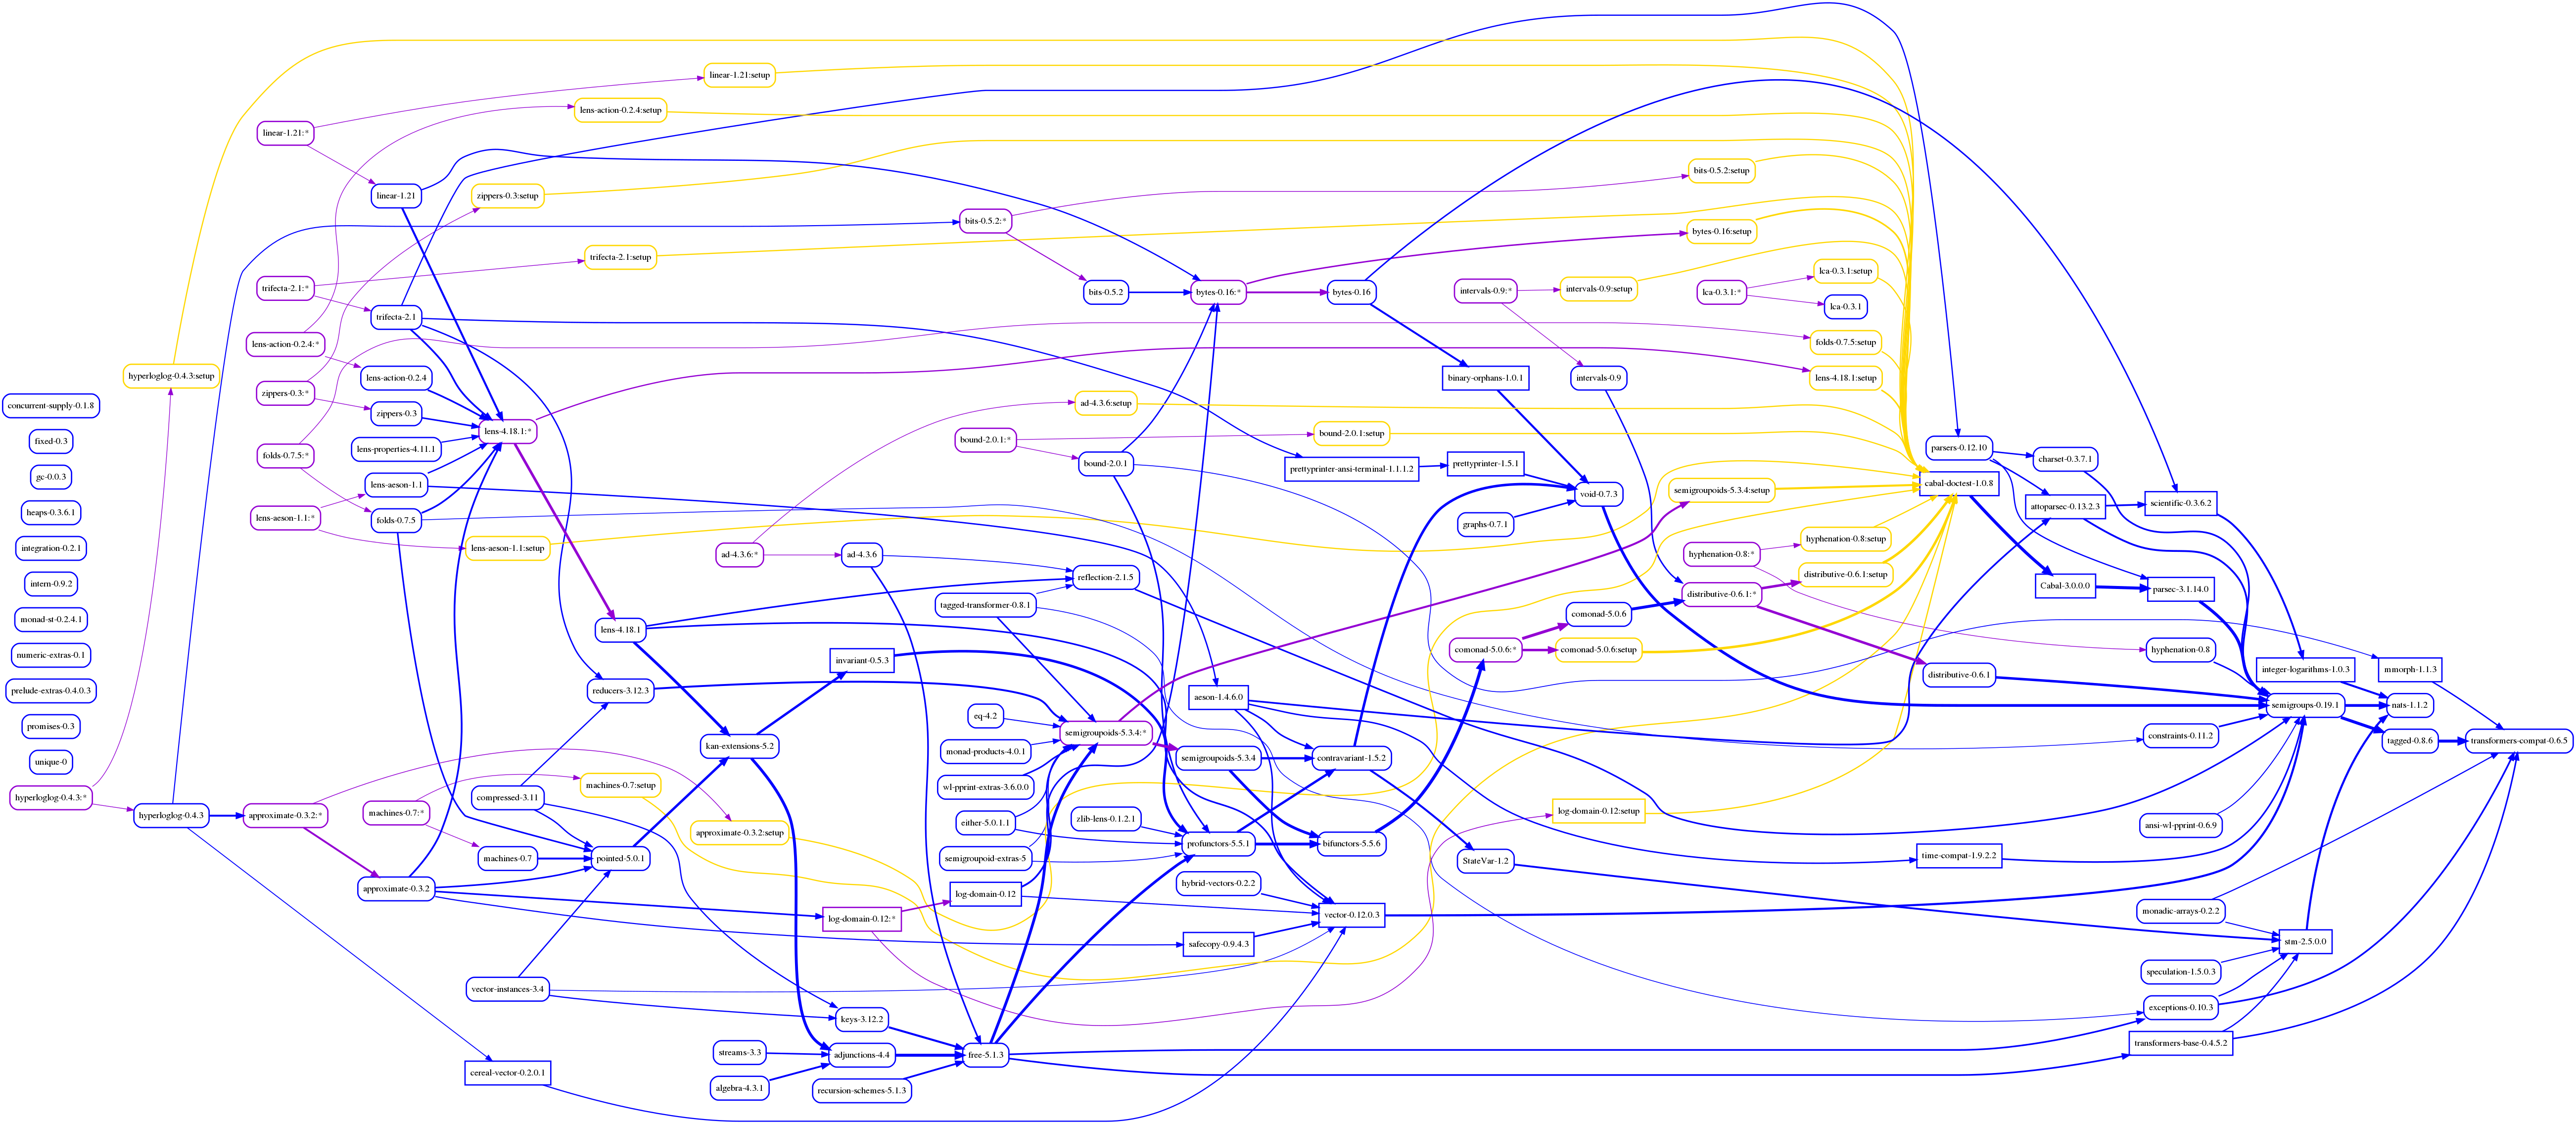 concurrent-supply-0.1.8
fixed-0.3
gc-0.0.3
heaps-0.3.6.1
integration-0.2.1
intern-0.9.2
monad-st-0.2.4.1
numeric-extras-0.1
prelude-extras-0.4.0.3
promises-0.3
unique-0
hyperloglog-0.4.3:*
hyperloglog-0.4.3:setup
hyperloglog-0.4.3
linear-1.21:*
trifecta-2.1:*
lens-action-0.2.4:*
zippers-0.3:*
folds-0.7.5:*
lens-aeson-1.1:*
approximate-0.3.2:*
linear-1.21
trifecta-2.1
lens-action-0.2.4
zippers-0.3
lens-properties-4.11.1
lens-aeson-1.1
folds-0.7.5
machines-0.7:*
approximate-0.3.2
zippers-0.3:setup
lens-4.18.1:*
lens-aeson-1.1:setup
compressed-3.11
machines-0.7
vector-instances-3.4
cereal-vector-0.2.0.1
lens-action-0.2.4:setup
trifecta-2.1:setup
lens-4.18.1
reducers-3.12.3
machines-0.7:setup
pointed-5.0.1
linear-1.21:setup
ad-4.3.6:*
kan-extensions-5.2
approximate-0.3.2:setup
streams-3.3
algebra-4.3.1
ad-4.3.6
invariant-0.5.3
log-domain-0.12:*
keys-3.12.2
adjunctions-4.4
recursion-schemes-5.1.3
bits-0.5.2:*
bound-2.0.1:*
tagged-transformer-0.8.1
eq-4.2
monad-products-4.0.1
wl-pprint-extras-3.6.0.0
either-5.0.1.1
semigroupoid-extras-5
log-domain-0.12
free-5.1.3
bits-0.5.2
ad-4.3.6:setup
bound-2.0.1
reflection-2.1.5
semigroupoids-5.3.4:*
zlib-lens-0.1.2.1
bytes-0.16:*
aeson-1.4.6.0
semigroupoids-5.3.4
profunctors-5.5.1
hybrid-vectors-0.2.2
safecopy-0.9.4.3
bytes-0.16
bound-2.0.1:setup
prettyprinter-ansi-terminal-1.1.1.2
contravariant-1.5.2
bifunctors-5.5.6
vector-0.12.0.3
intervals-0.9:*
binary-orphans-1.0.1
prettyprinter-1.5.1
graphs-0.7.1
comonad-5.0.6:*
StateVar-1.2
intervals-0.9:setup
intervals-0.9
void-0.7.3
comonad-5.0.6
comonad-5.0.6:setup
log-domain-0.12:setup
bits-0.5.2:setup
bytes-0.16:setup
lca-0.3.1:*
semigroupoids-5.3.4:setup
hyphenation-0.8:*
distributive-0.6.1:*
lca-0.3.1:setup
lca-0.3.1
folds-0.7.5:setup
lens-4.18.1:setup
hyphenation-0.8:setup
distributive-0.6.1:setup
parsers-0.12.10
cabal-doctest-1.0.8
distributive-0.6.1
time-compat-1.9.2.2
charset-0.3.7.1
attoparsec-0.13.2.3
Cabal-3.0.0.0
scientific-0.3.6.2
parsec-3.1.14.0
hyphenation-0.8
constraints-0.11.2
ansi-wl-pprint-0.6.9
monadic-arrays-0.2.2
speculation-1.5.0.3
exceptions-0.10.3
transformers-base-0.4.5.2
integer-logarithms-1.0.3
semigroups-0.19.1
stm-2.5.0.0
mmorph-1.1.3
nats-1.1.2
tagged-0.8.6
transformers-compat-0.6.5